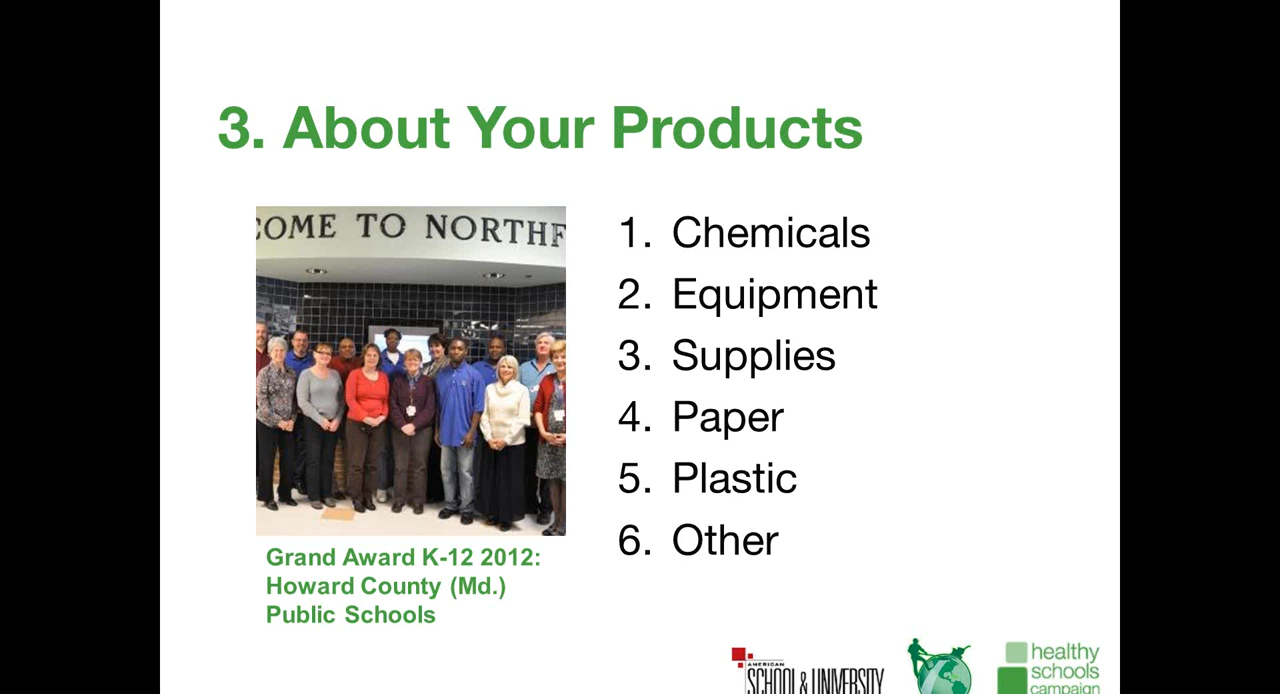 3. About Your Products
COME TO NORTHF
1. Chemicals
2. Equipment
3. Supplies
4. Paper
5. Plastic
6. Other
Grand Award K-12 2012:
Howard County (Md.)
Public Schools
AMERICAN
SCHOOL & UNIVERSITY
healthy
schools
campaign